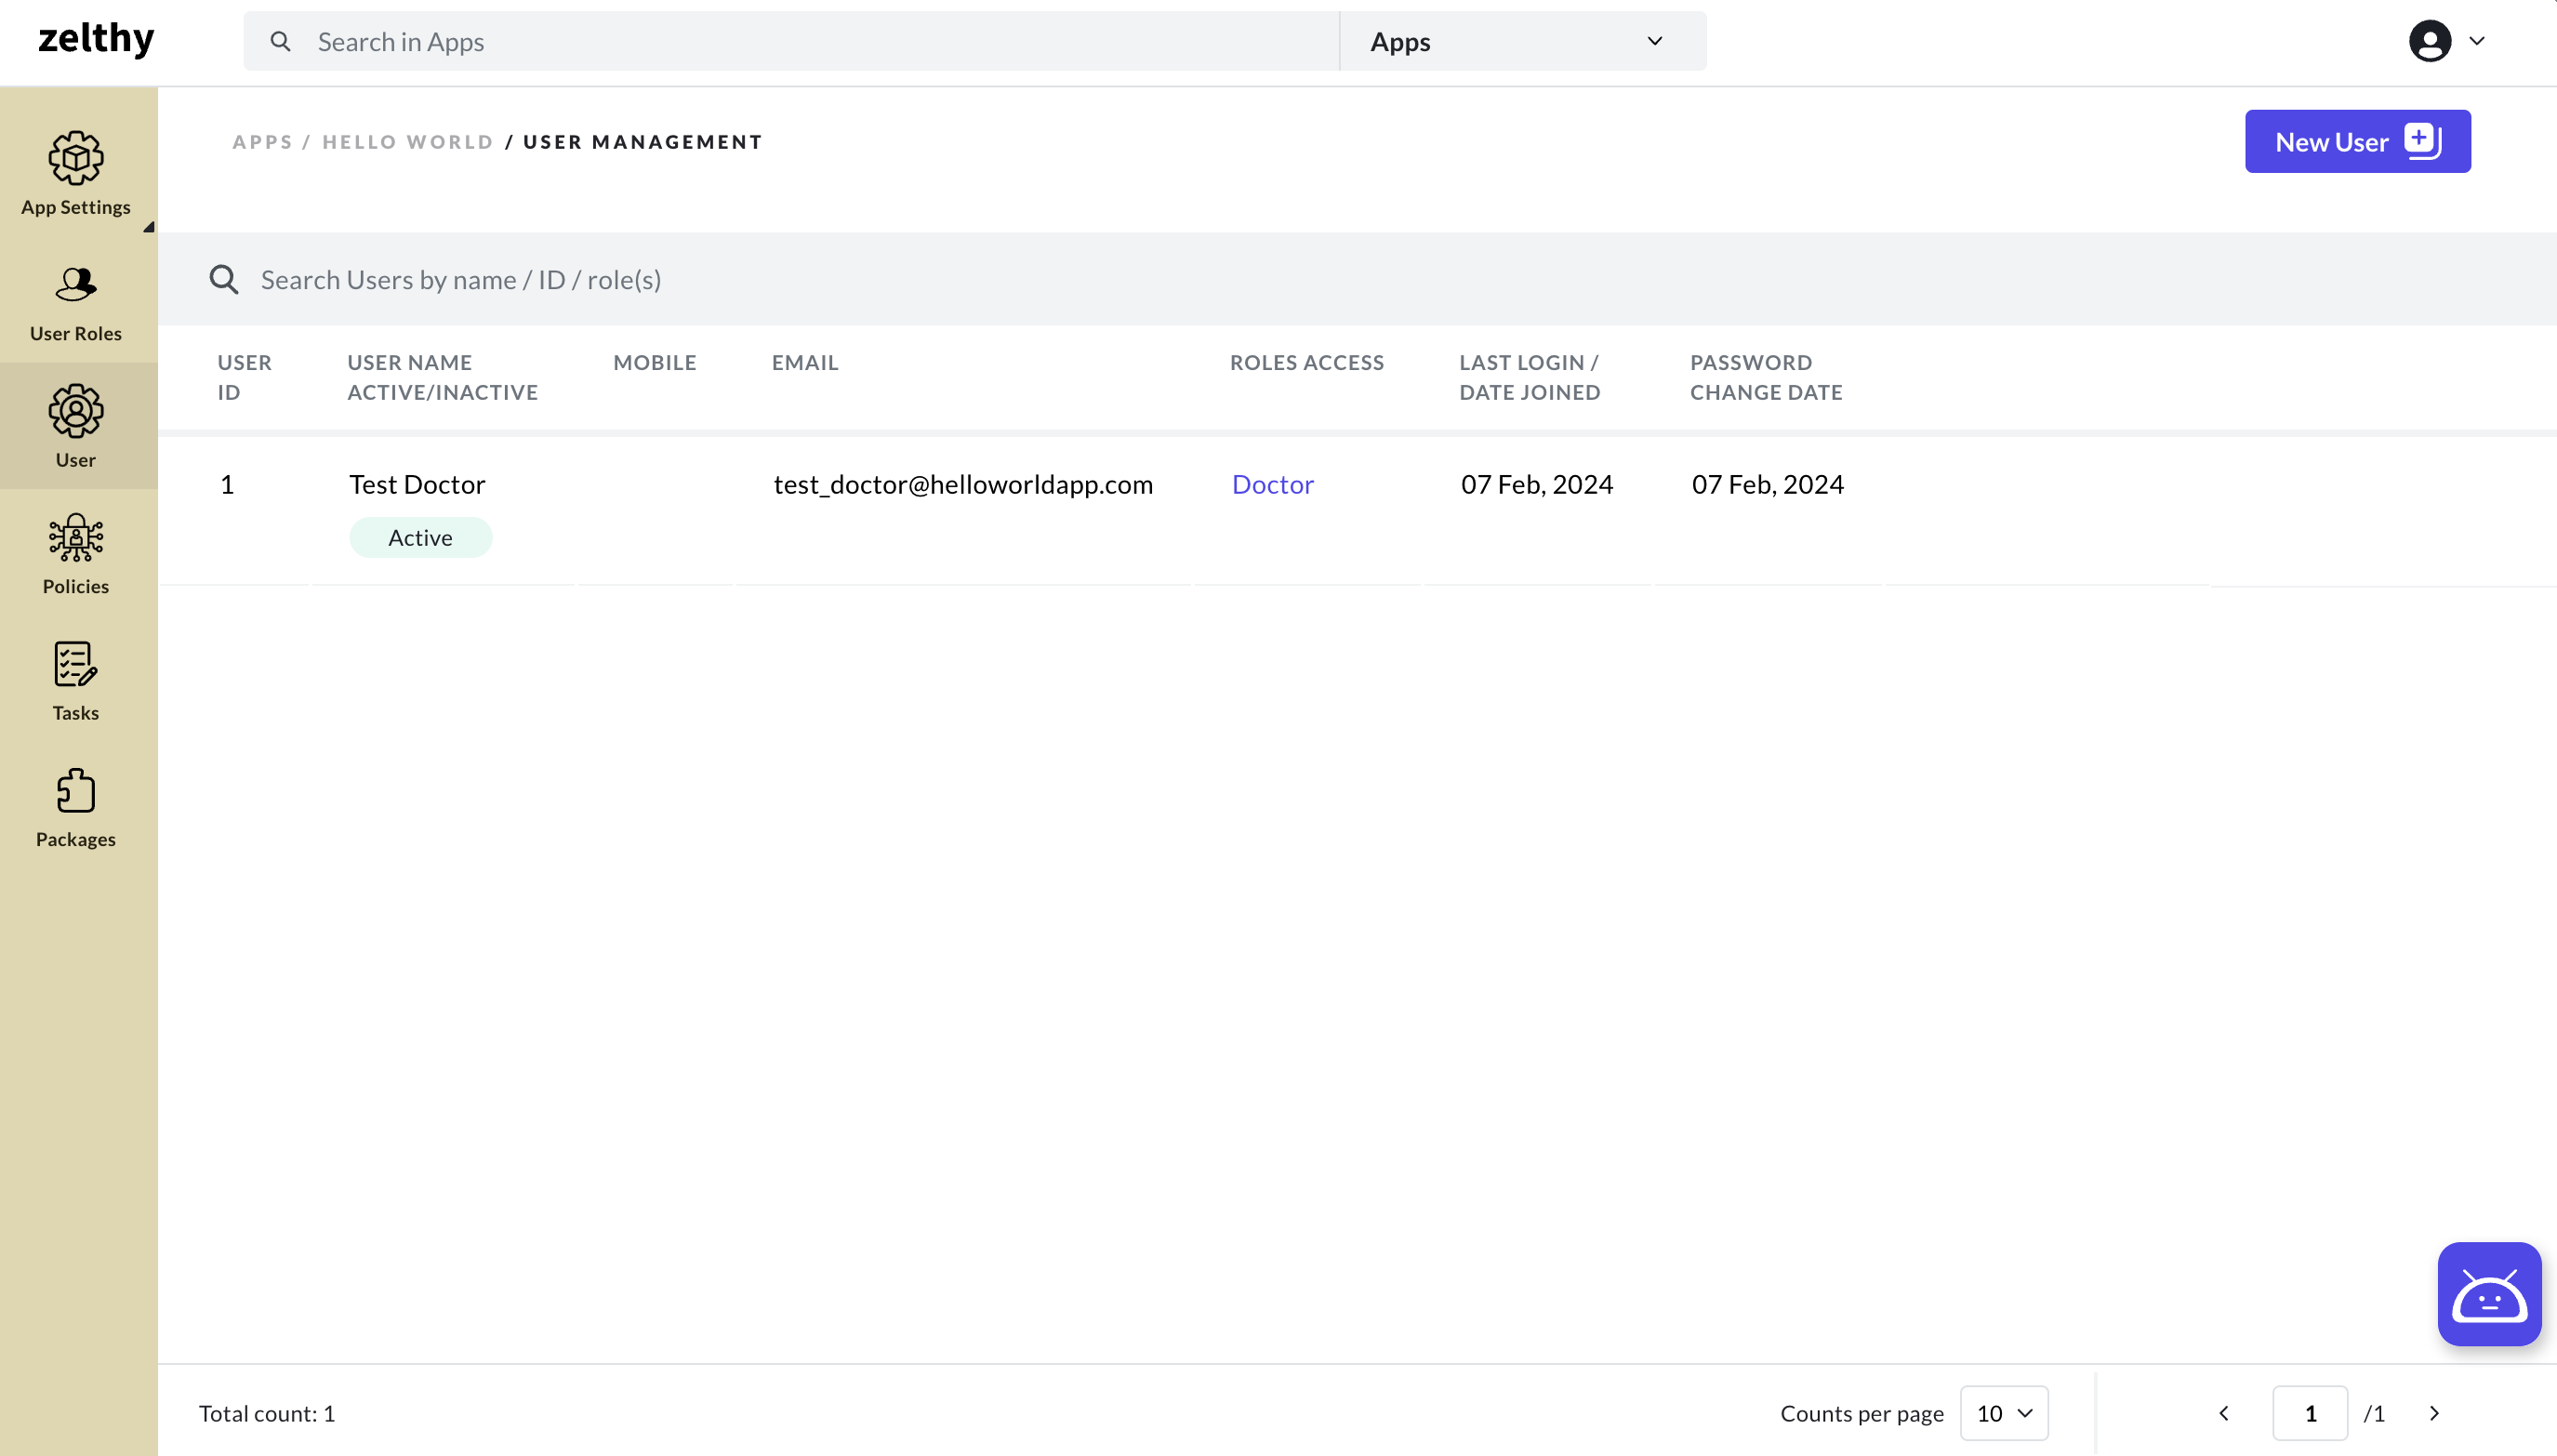 zelthy
Search in Apps
Apps
APPS / HELLO WORLD / USER MANAGEMENT
New User
App Settings
User Roles
User
Policies
Tasks
Packages
Search Users by name / ID / role(s)
USER ID
USER NAME ACTIVE/INACTIVE
MOBILE
EMAIL
ROLES ACCESS
LAST LOGIN / DATE JOINED
PASSWORD CHANGE DATE
1
Test Doctor
Active
test_doctor@helloworldapp.com
Doctor
07 Feb, 2024
07 Feb, 2024
Total count: 1
Counts per page
10
1
/1